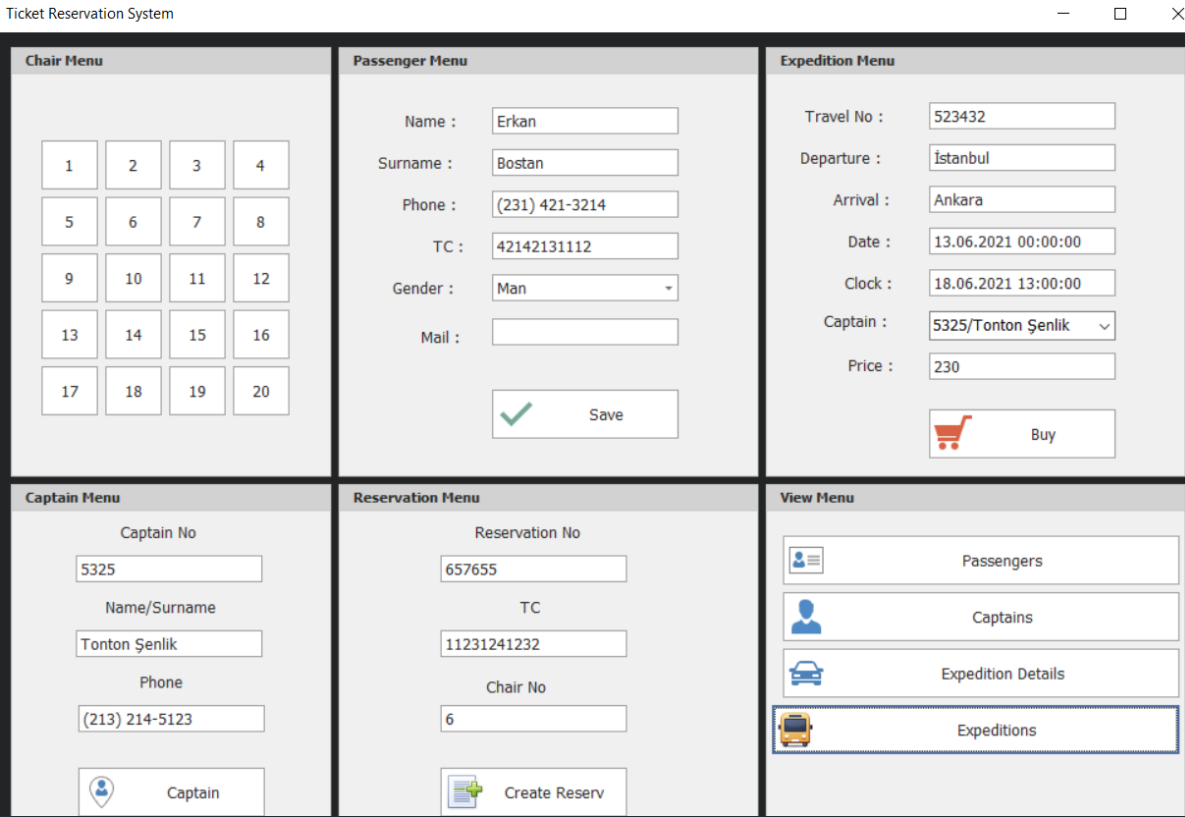 Ticket Reservation System
Chair Menu
1 2 3 4
5 6 7 8
9 10 11 12
13 14 15 16
17 18 19 20
Passenger Menu
Name : Erkan
Surname : Bostan
Phone : (231) 421-3214
TC : 42142131112
Gender : Man
Mail :
Save
Expedition Menu
Travel No : 523432
Departure : İstanbul
Arrival : Ankara
Date : 13.06.2021 00:00:00
Clock : 18.06.2021 13:00:00
Captain : 5325/Tonton Şenlik
Price : 230
Buy
Captain Menu
Captain No
5325
Name/Surname
Tonton Şenlik
Phone
(213) 214-5123
Captain
Reservation Menu
Reservation No
657655
TC
11231241232
Chair No
6
Create Reserv
View Menu
Passengers
Captains
Expedition Details
Expeditions